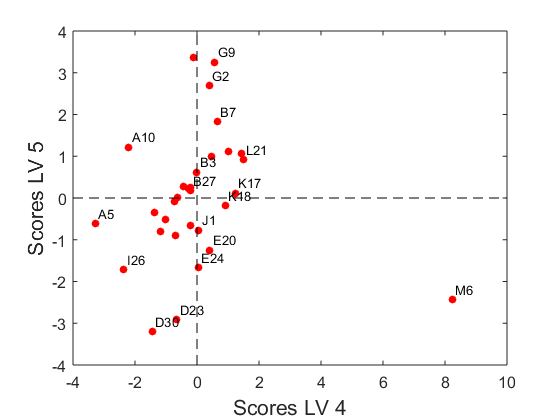 4
G9
3
G2
2
B7
A10
1
L21
B3
B27
K17
0
K18
A5
J1
-1
E20
E24
I26
-2
M6
D23
-3
D30
-4
-4
-2
0
2
4
6
8
10
Scores LV 5
Scores LV 4